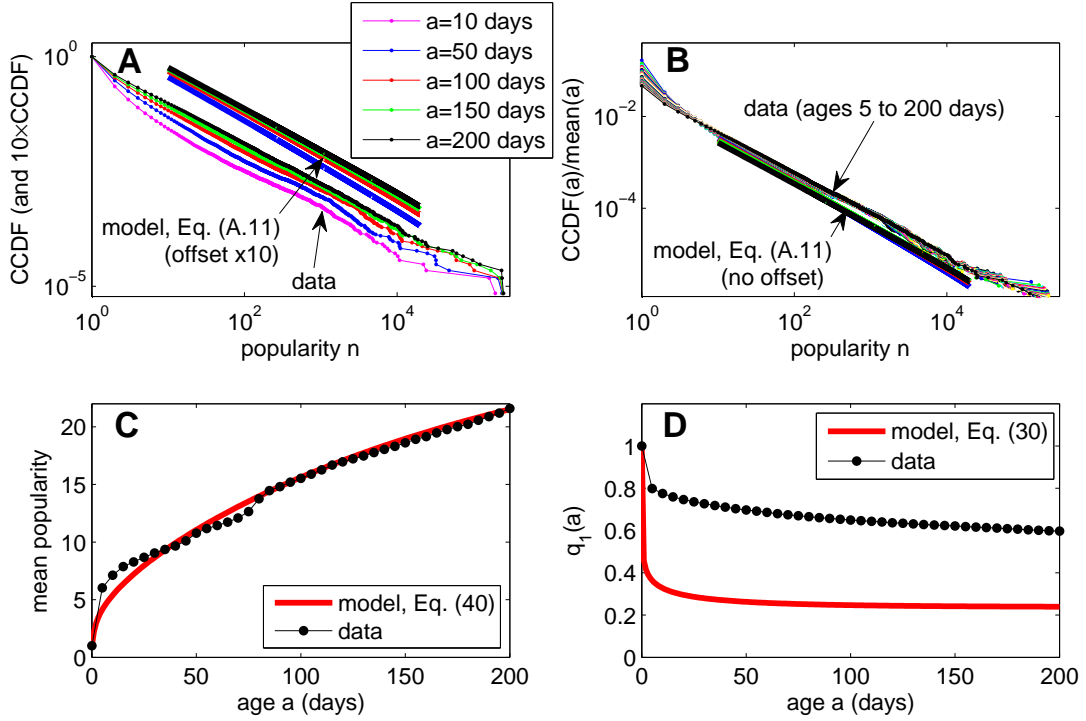 A
a=10 days
a=50 days
a=100 days
a=150 days
a=200 days
CCDF (and 10×CCDF)
10^0
10^-5
model, Eq. (A.11)
(offset x10)
data
10^0
10^2
10^4
popularity n
B
CCDF(a)/mean(a)
10^-2
10^-4
data (ages 5 to 200 days)
model, Eq. (A.11)
(no offset)
10^0
10^2
10^4
popularity n
C
mean popularity
20
15
10
5
0
model, Eq. (40)
data
0
50
100
150
200
age a (days)
D
q_1(a)
1
0.8
0.6
0.4
0.2
0
model, Eq. (30)
data
0
50
100
150
200
age a (days)